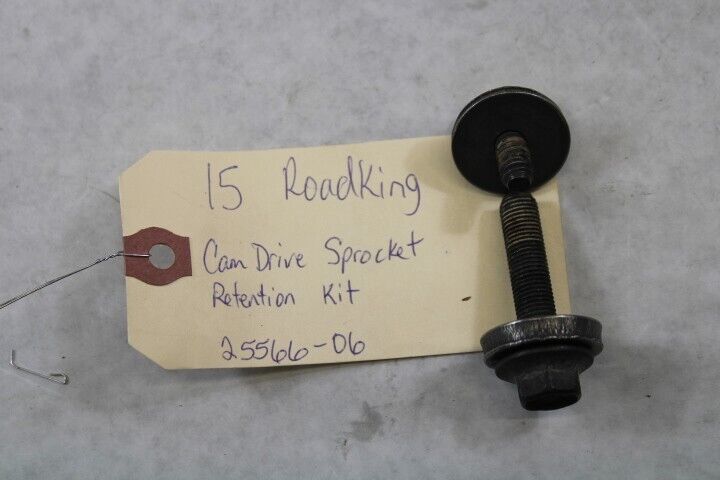 15 RoadKing
Cam Drive Sprocket
Retention Kit
25566-06